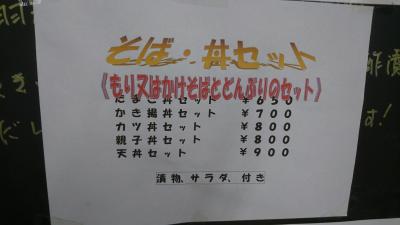 そば・丼セット
《もり又はかけそばとどんぶりのセット》
たまご丼セット ￥650
かき揚丼セット ￥700
カツ丼セット ￥800
親子丼セット ￥800
天丼セット ￥900
漬物、サラダ、付き